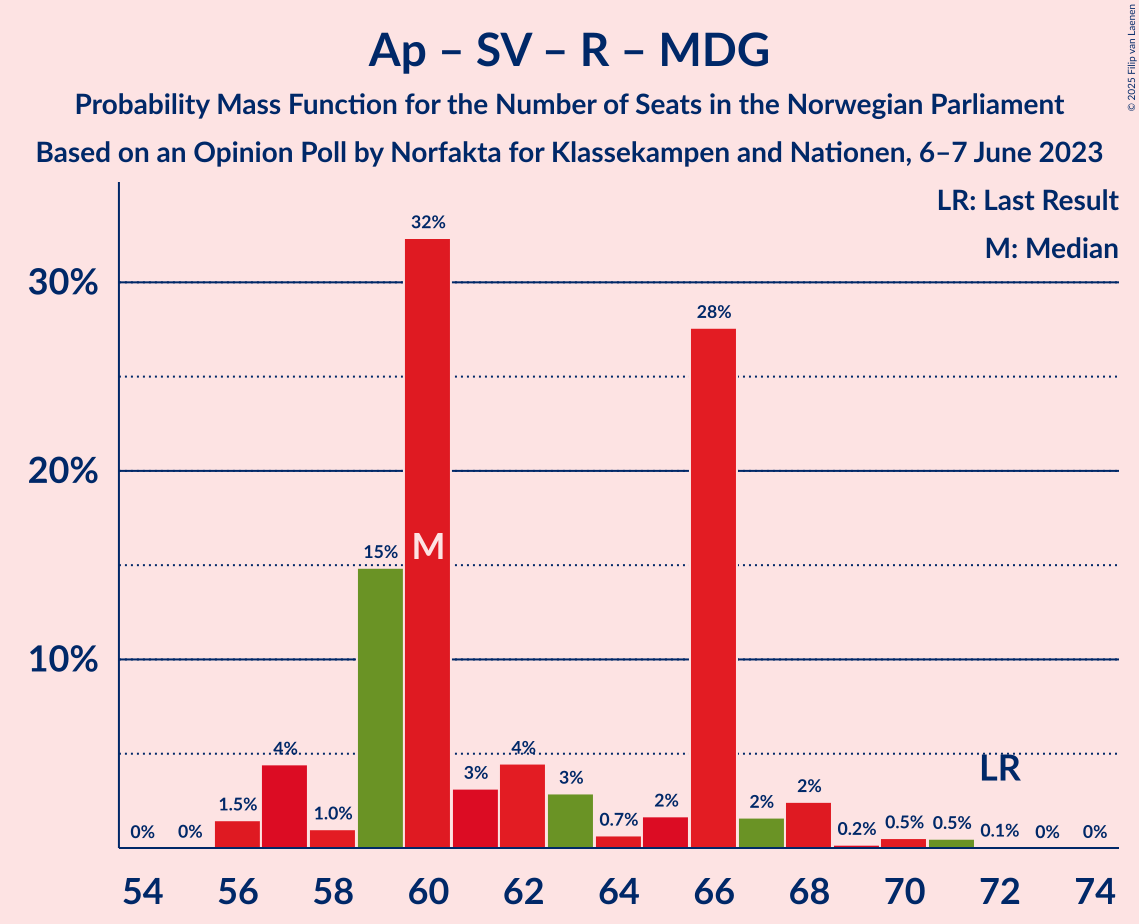 Ap – SV – R – MDG
Probability Mass Function for the Number of Seats in the Norwegian Parliament
Based on an Opinion Poll by Norfakta for Klassekampen and Nationen, 6–7 June 2023
© 2025 Filip van Laenen
LR: Last Result
M: Median
30%
20%
10%
0%
0%
1.5%
4%
1.0%
15%
32%
M
3%
4%
3%
0.7%
2%
28%
2%
2%
0.2%
0.5%
0.5%
0.1%
LR
0%
0%
54 56 58 60 62 64 66 68 70 72 74